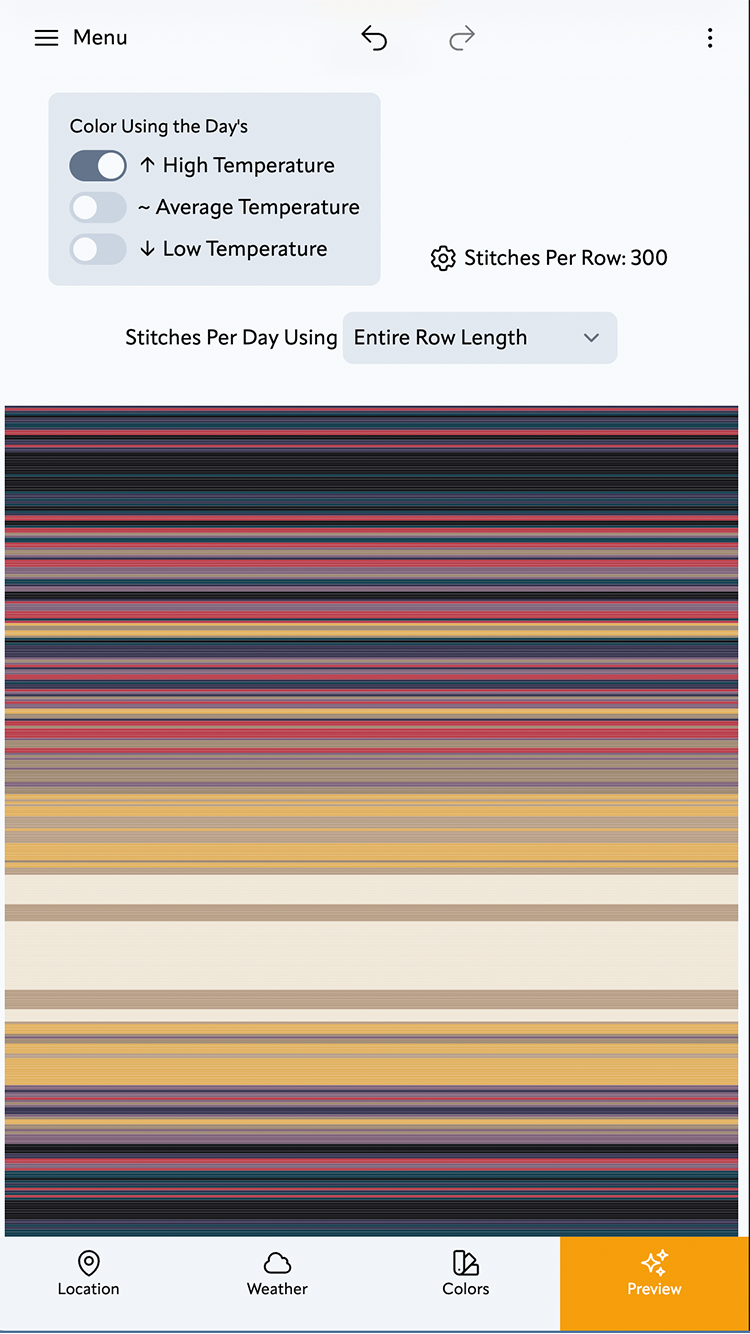 Menu
Color Using the Day's
↑ High Temperature
~ Average Temperature
↓ Low Temperature
Stitches Per Row: 300
Stitches Per Day Using Entire Row Length
Location Weather Colors Preview